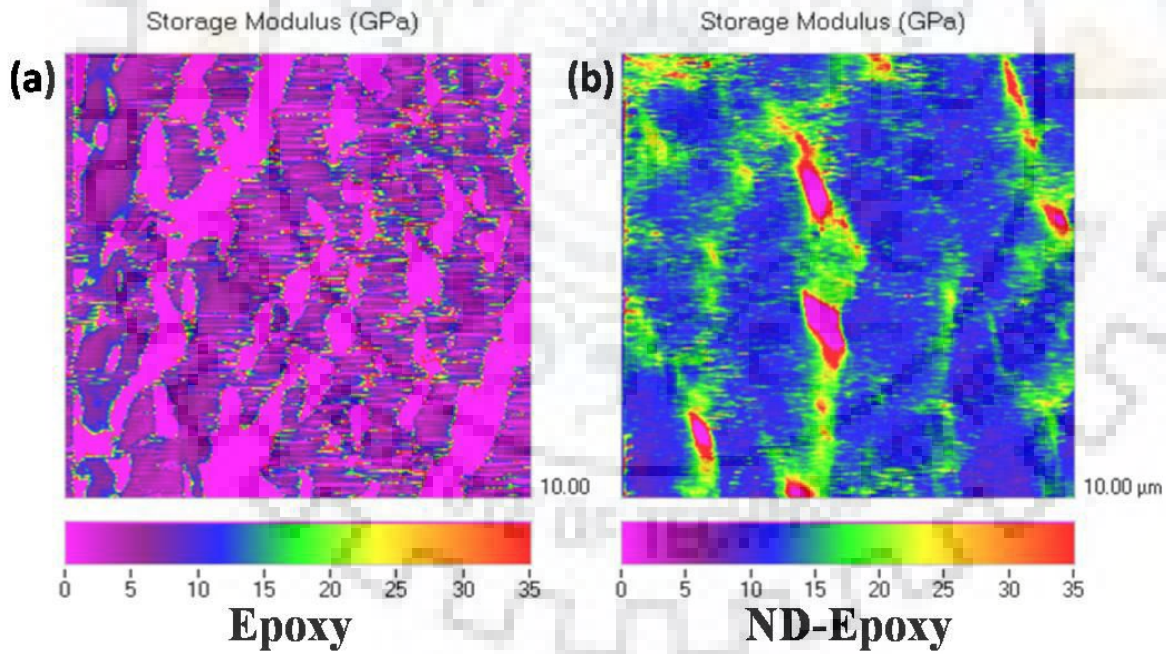 Storage Modulus (GPa) Storage Modulus (GPa)
(a) (b)
10.00 10.00 µm
0 5 10 15 20 25 30 35 0 5 10 15 20 25 30 35
Epoxy ND-Epoxy